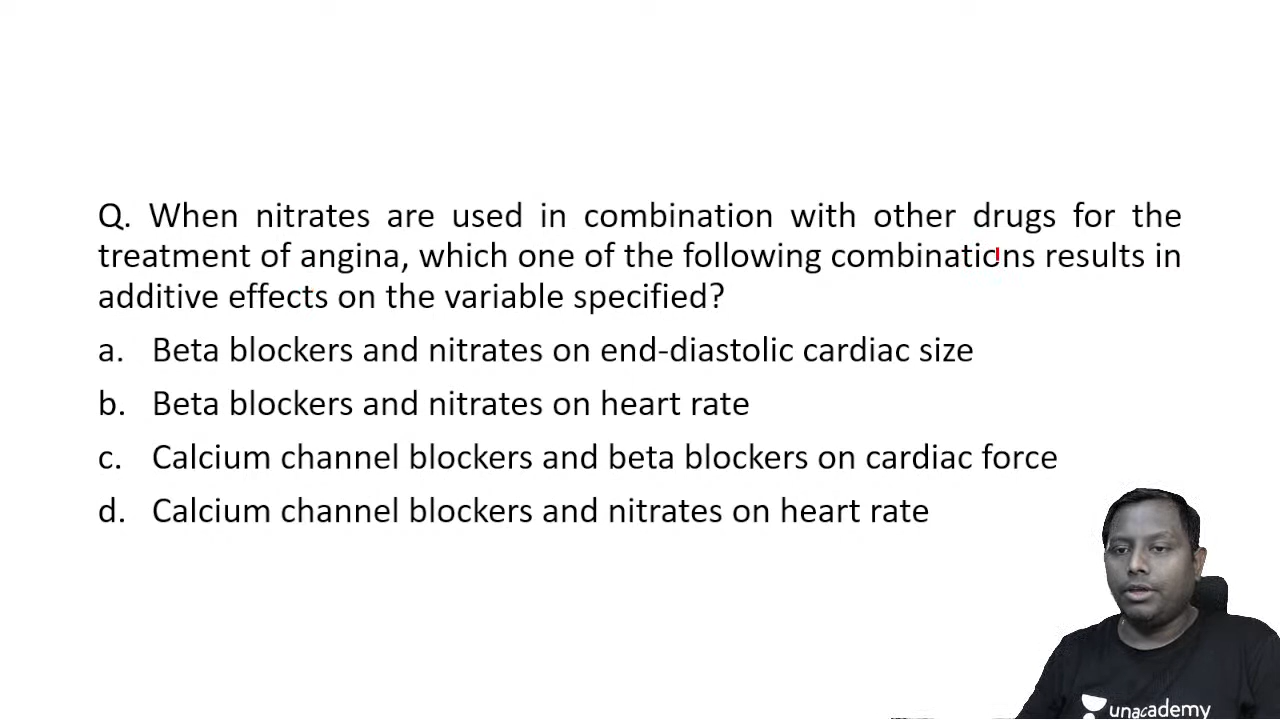 Q. When nitrates are used in combination with other drugs for the
treatment of angina, which one of the following combinations results in
additive effects on the variable specified?
a. Beta blockers and nitrates on end-diastolic cardiac size
b. Beta blockers and nitrates on heart rate
c. Calcium channel blockers and beta blockers on cardiac force
d. Calcium channel blockers and nitrates on heart rate
unacademy